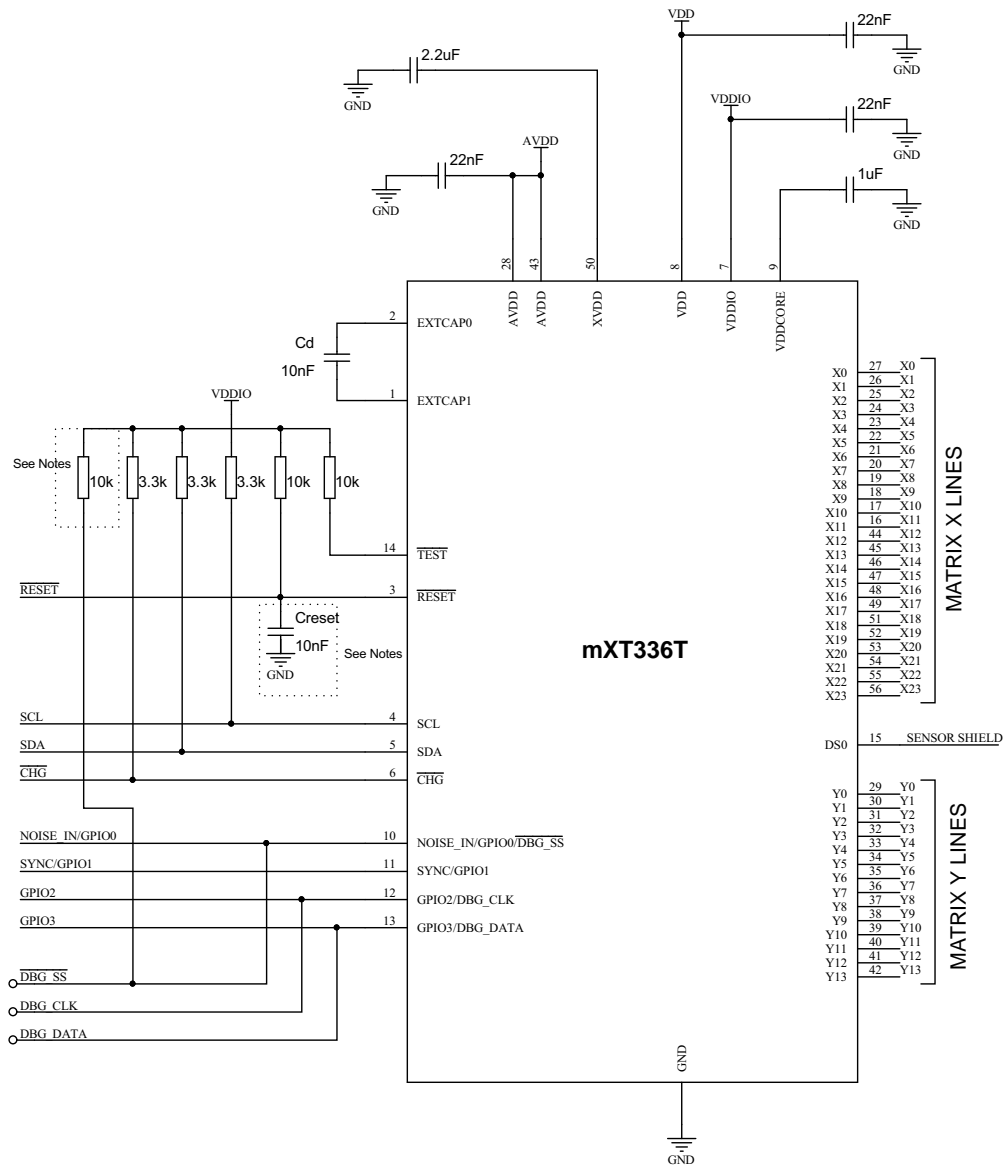 VDD
22nF
GND
2.2uF
GND
VDDIO
22nF
GND
AVDD
22nF
GND
1uF
GND
28
43
50
8
7
9
AVDD
AVDD
XVDD
VDD
VDDIO
VDDCORE
2 EXTCAP0
Cd
10nF
1 EXTCAP1
VDDIO
See Notes
10k
3.3k
3.3k
3.3k
10k
10k
14 TEST
RESET 3 RESET
Creset
10nF
GND
See Notes
mXT336T
SCL 4 SCL
SDA 5 SDA
CHG 6 CHG
NOISE_IN/GPIO0 10 NOISE_IN/GPIO0/DBG_SS
SYNC/GPIO1 11 SYNC/GPIO1
GPIO2 12 GPIO2/DBG_CLK
GPIO3 13 GPIO3/DBG_DATA
DBG_SS
DBG_CLK
DBG_DATA
X0 27 X0
X1 26 X1
X2 25 X2
X3 24 X3
X4 23 X4
X5 22 X5
X6 21 X6
X7 20 X7
X8 19 X8
X9 18 X9
X10 17 X10
X11 16 X11
X12 44 X12
X13 45 X13
X14 46 X14
X15 47 X15
X16 48 X16
X17 49 X17
X18 51 X18
X19 52 X19
X20 53 X20
X21 54 X21
X22 55 X22
X23 56 X23
MATRIX X LINES
DS0 15 SENSOR SHIELD
Y0 29 Y0
Y1 30 Y1
Y2 31 Y2
Y3 32 Y3
Y4 33 Y4
Y5 34 Y5
Y6 35 Y6
Y7 36 Y7
Y8 37 Y8
Y9 38 Y9
Y10 39 Y10
Y11 40 Y11
Y12 41 Y12
Y13 42 Y13
MATRIX Y LINES
GND
GND